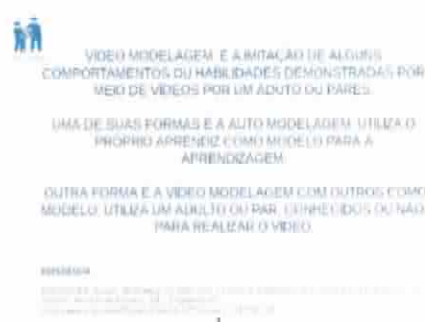 VIDEO MODELAGEM E A IMITAÇÃO DE ALGUNS
COMPORTAMENTOS OU HABILIDADES DEMONSTRADAS POR
MEIO DE VÍDEOS POR UM ADUTO OU PARES.
UMA DE SUAS FORMAS E A AUTO MODELAGEM UTILIZA O
PRÓPRIO APRENDIZ COMO MODELO PARA A
APRENDIZAGEM
OUTRA FORMA E A VIDEO MODELAGEM COM OUTROS COMO
MODELO, UTILIZA UM ADULTO OU PAR, CONHECIDOS OU NÃO
PARA REALIZAR O VIDEO